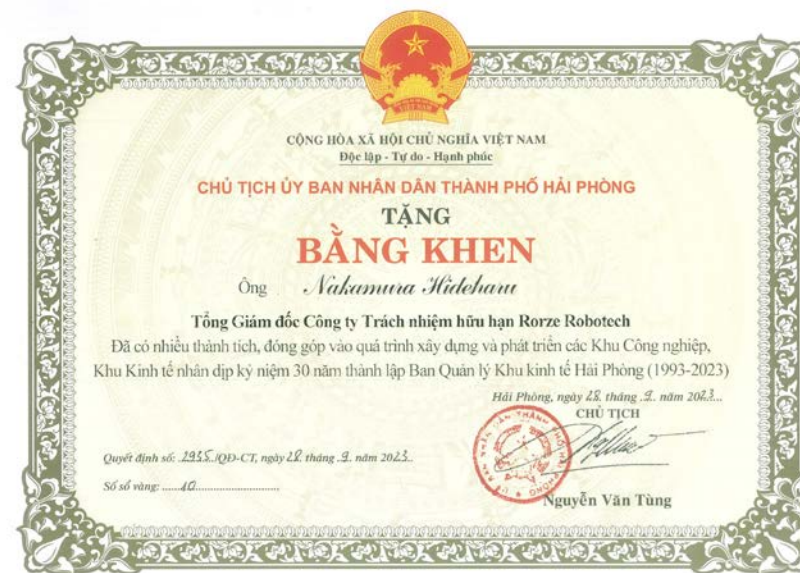 VIỆT NAM
CỘNG HÒA XÃ HỘI CHỦ NGHĨA VIỆT NAM
Độc lập - Tự do - Hạnh phúc
CHỦ TỊCH ỦY BAN NHÂN DÂN THÀNH PHỐ HẢI PHÒNG
TẶNG
BẰNG KHEN
Ông Nakamura Hideharu
Tổng Giám đốc Công ty Trách nhiệm hữu hạn Rorze Robotech
Đã có nhiều thành tích, đóng góp vào quá trình xây dựng và phát triển các Khu Công nghiệp,
Khu Kinh tế nhân dịp kỷ niệm 30 năm thành lập Ban Quản lý Khu kinh tế Hải Phòng (1993-2023)
Hải Phòng, ngày 28 tháng .9. năm 2023...
CHỦ TỊCH
Quyết định số: .2955./QĐ-CT, ngày 28 tháng .9. năm 2023..
Số sổ vàng: .....10..............................
Nguyễn Văn Tùng